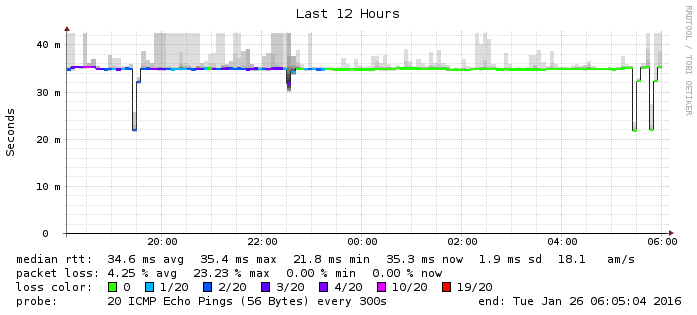 Last 12 Hours
RRDTOOL / TOBI OETIKER
Seconds
40 m
30 m
20 m
10 m
0
20:00 22:00 00:00 02:00 04:00 06:00
median rtt: 34.6 ms avg 35.4 ms max 21.8 ms min 35.3 ms now 1.9 ms sd 18.1 am/s
packet loss: 4.25 % avg 23.23 % max 0.00 % min 0.00 % now
loss color: 0 1/20 2/20 3/20 4/20 10/20 19/20
probe: 20 ICMP Echo Pings (56 Bytes) every 300s end: Tue Jan 26 06:05:04 2016